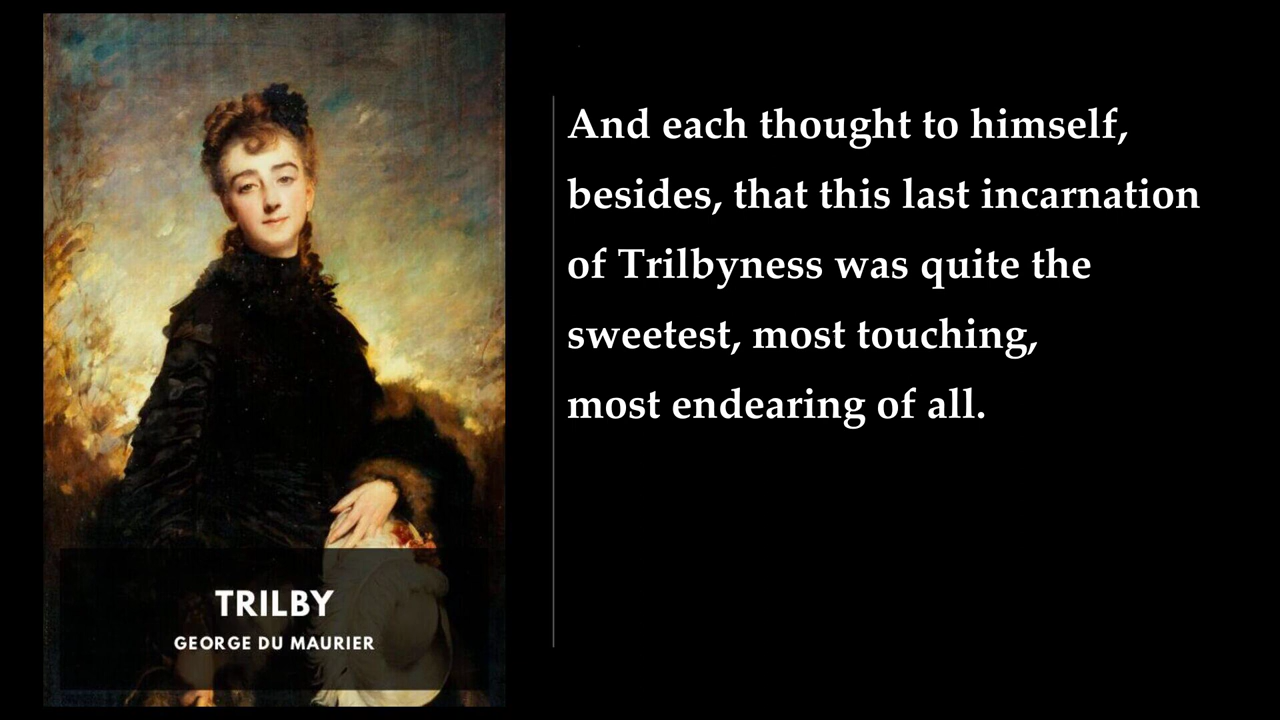 TRILBY
GEORGE DU MAURIER
And each thought to himself,
besides, that this last incarnation
of Trilbyness was quite the
sweetest, most touching,
most endearing of all.